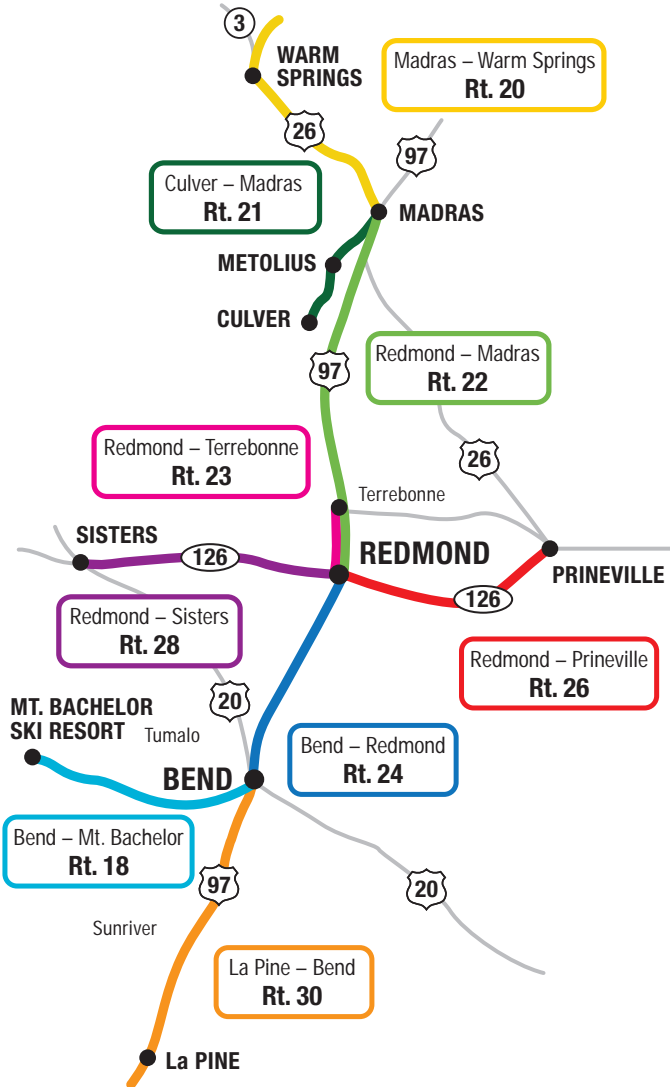 3
WARM
SPRINGS
Madras – Warm Springs
Rt. 20
26
97
Culver – Madras
Rt. 21
MADRAS
METOLIUS
CULVER
97
Redmond – Madras
Rt. 22
Redmond – Terrebonne
Rt. 23
26
Terrebonne
SISTERS
126
REDMOND
PRINEVILLE
126
Redmond – Sisters
Rt. 28
Redmond – Prineville
Rt. 26
20
MT. BACHELOR
SKI RESORT
Tumalo
Bend – Redmond
Rt. 24
BEND
Bend – Mt. Bachelor
Rt. 18
97
20
Sunriver
La Pine – Bend
Rt. 30
La PINE